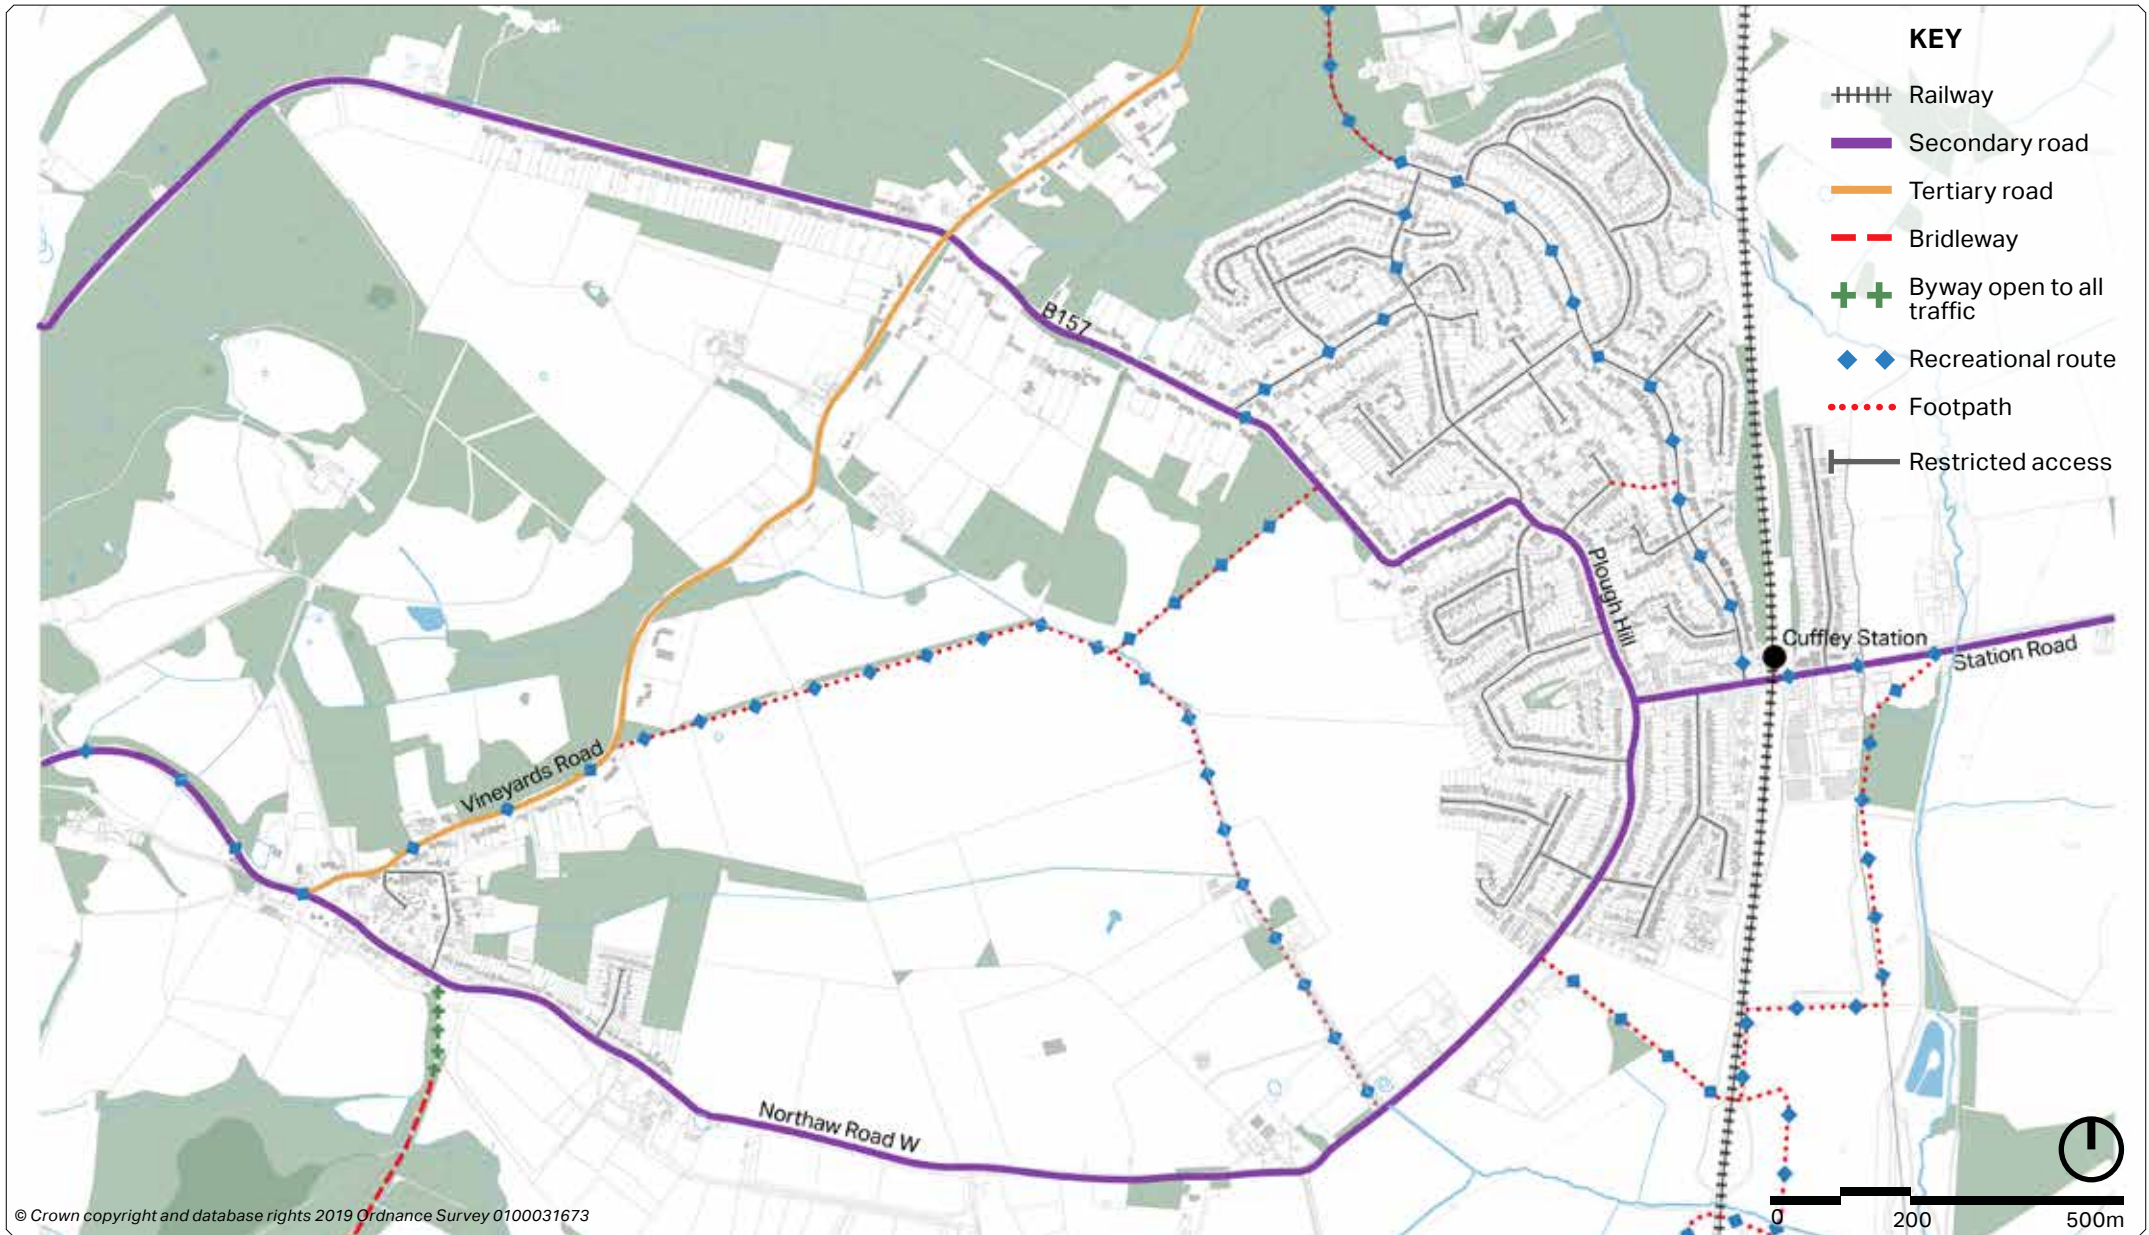 KEY
Railway
Secondary road
Tertiary road
Bridleway
Byway open to all
traffic
Recreational route
Footpath
Restricted access
B157
Plough Hill
Cuffley Station
Station Road
Vineyards Road
Northaw Road W
0 200 500m
© Crown copyright and database rights 2019 Ordnance Survey 0100031673